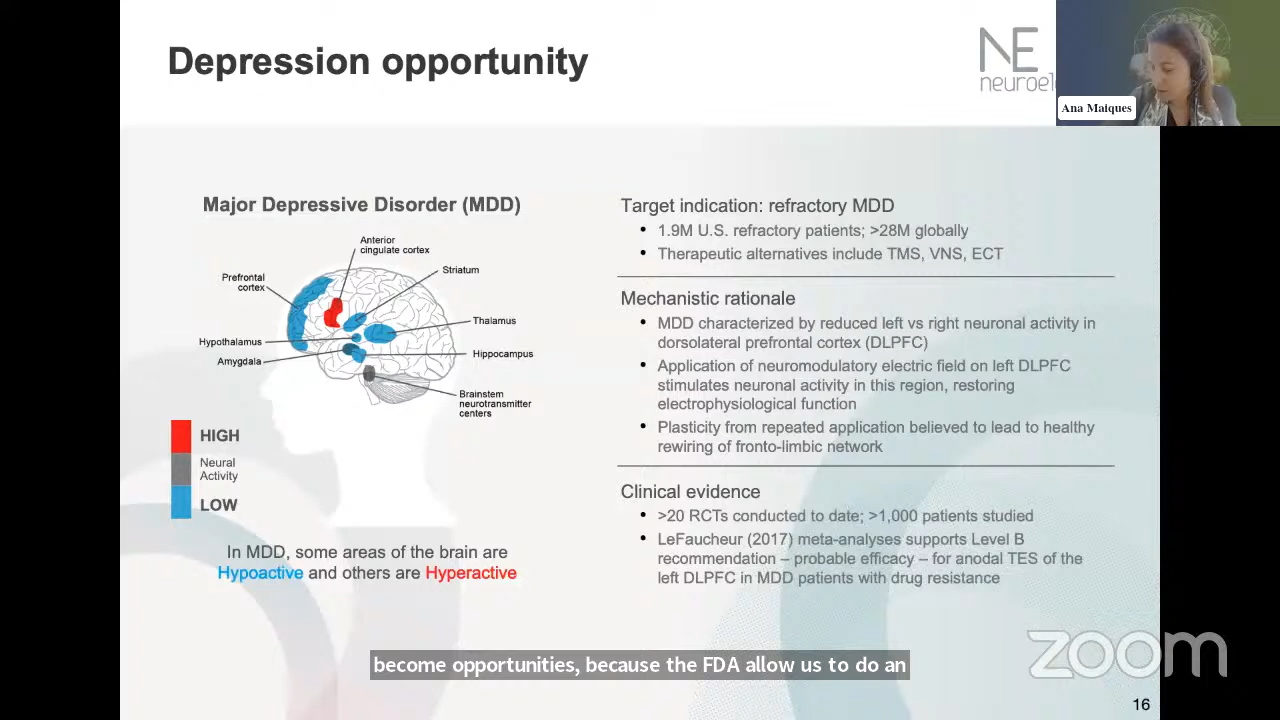 Depression opportunity
NE
neuroel
Ana Maiques
Major Depressive Disorder (MDD)
Anterior
cingulate cortex
Striatum
Prefrontal
cortex
Thalamus
Hypothalamus
Hippocampus
Amygdala
Brainstem
neurotransmitter
centers
HIGH
Neural
Activity
LOW
In MDD, some areas of the brain are
Hypoactive and others are Hyperactive
Target indication: refractory MDD
• 1.9M U.S. refractory patients; >28M globally
• Therapeutic alternatives include TMS, VNS, ECT
Mechanistic rationale
• MDD characterized by reduced left vs right neuronal activity in
dorsolateral prefrontal cortex (DLPFC)
• Application of neuromodulatory electric field on left DLPFC
stimulates neuronal activity in this region, restoring
electrophysiological function
• Plasticity from repeated application believed to lead to healthy
rewiring of fronto-limbic network
Clinical evidence
• >20 RCTs conducted to date; >1,000 patients studied
• LeFaucheur (2017) meta-analyses supports Level B
recommendation – probable efficacy – for anodal TES of the
left DLPFC in MDD patients with drug resistance
become opportunities, because the FDA allow us to do an
zoom
16